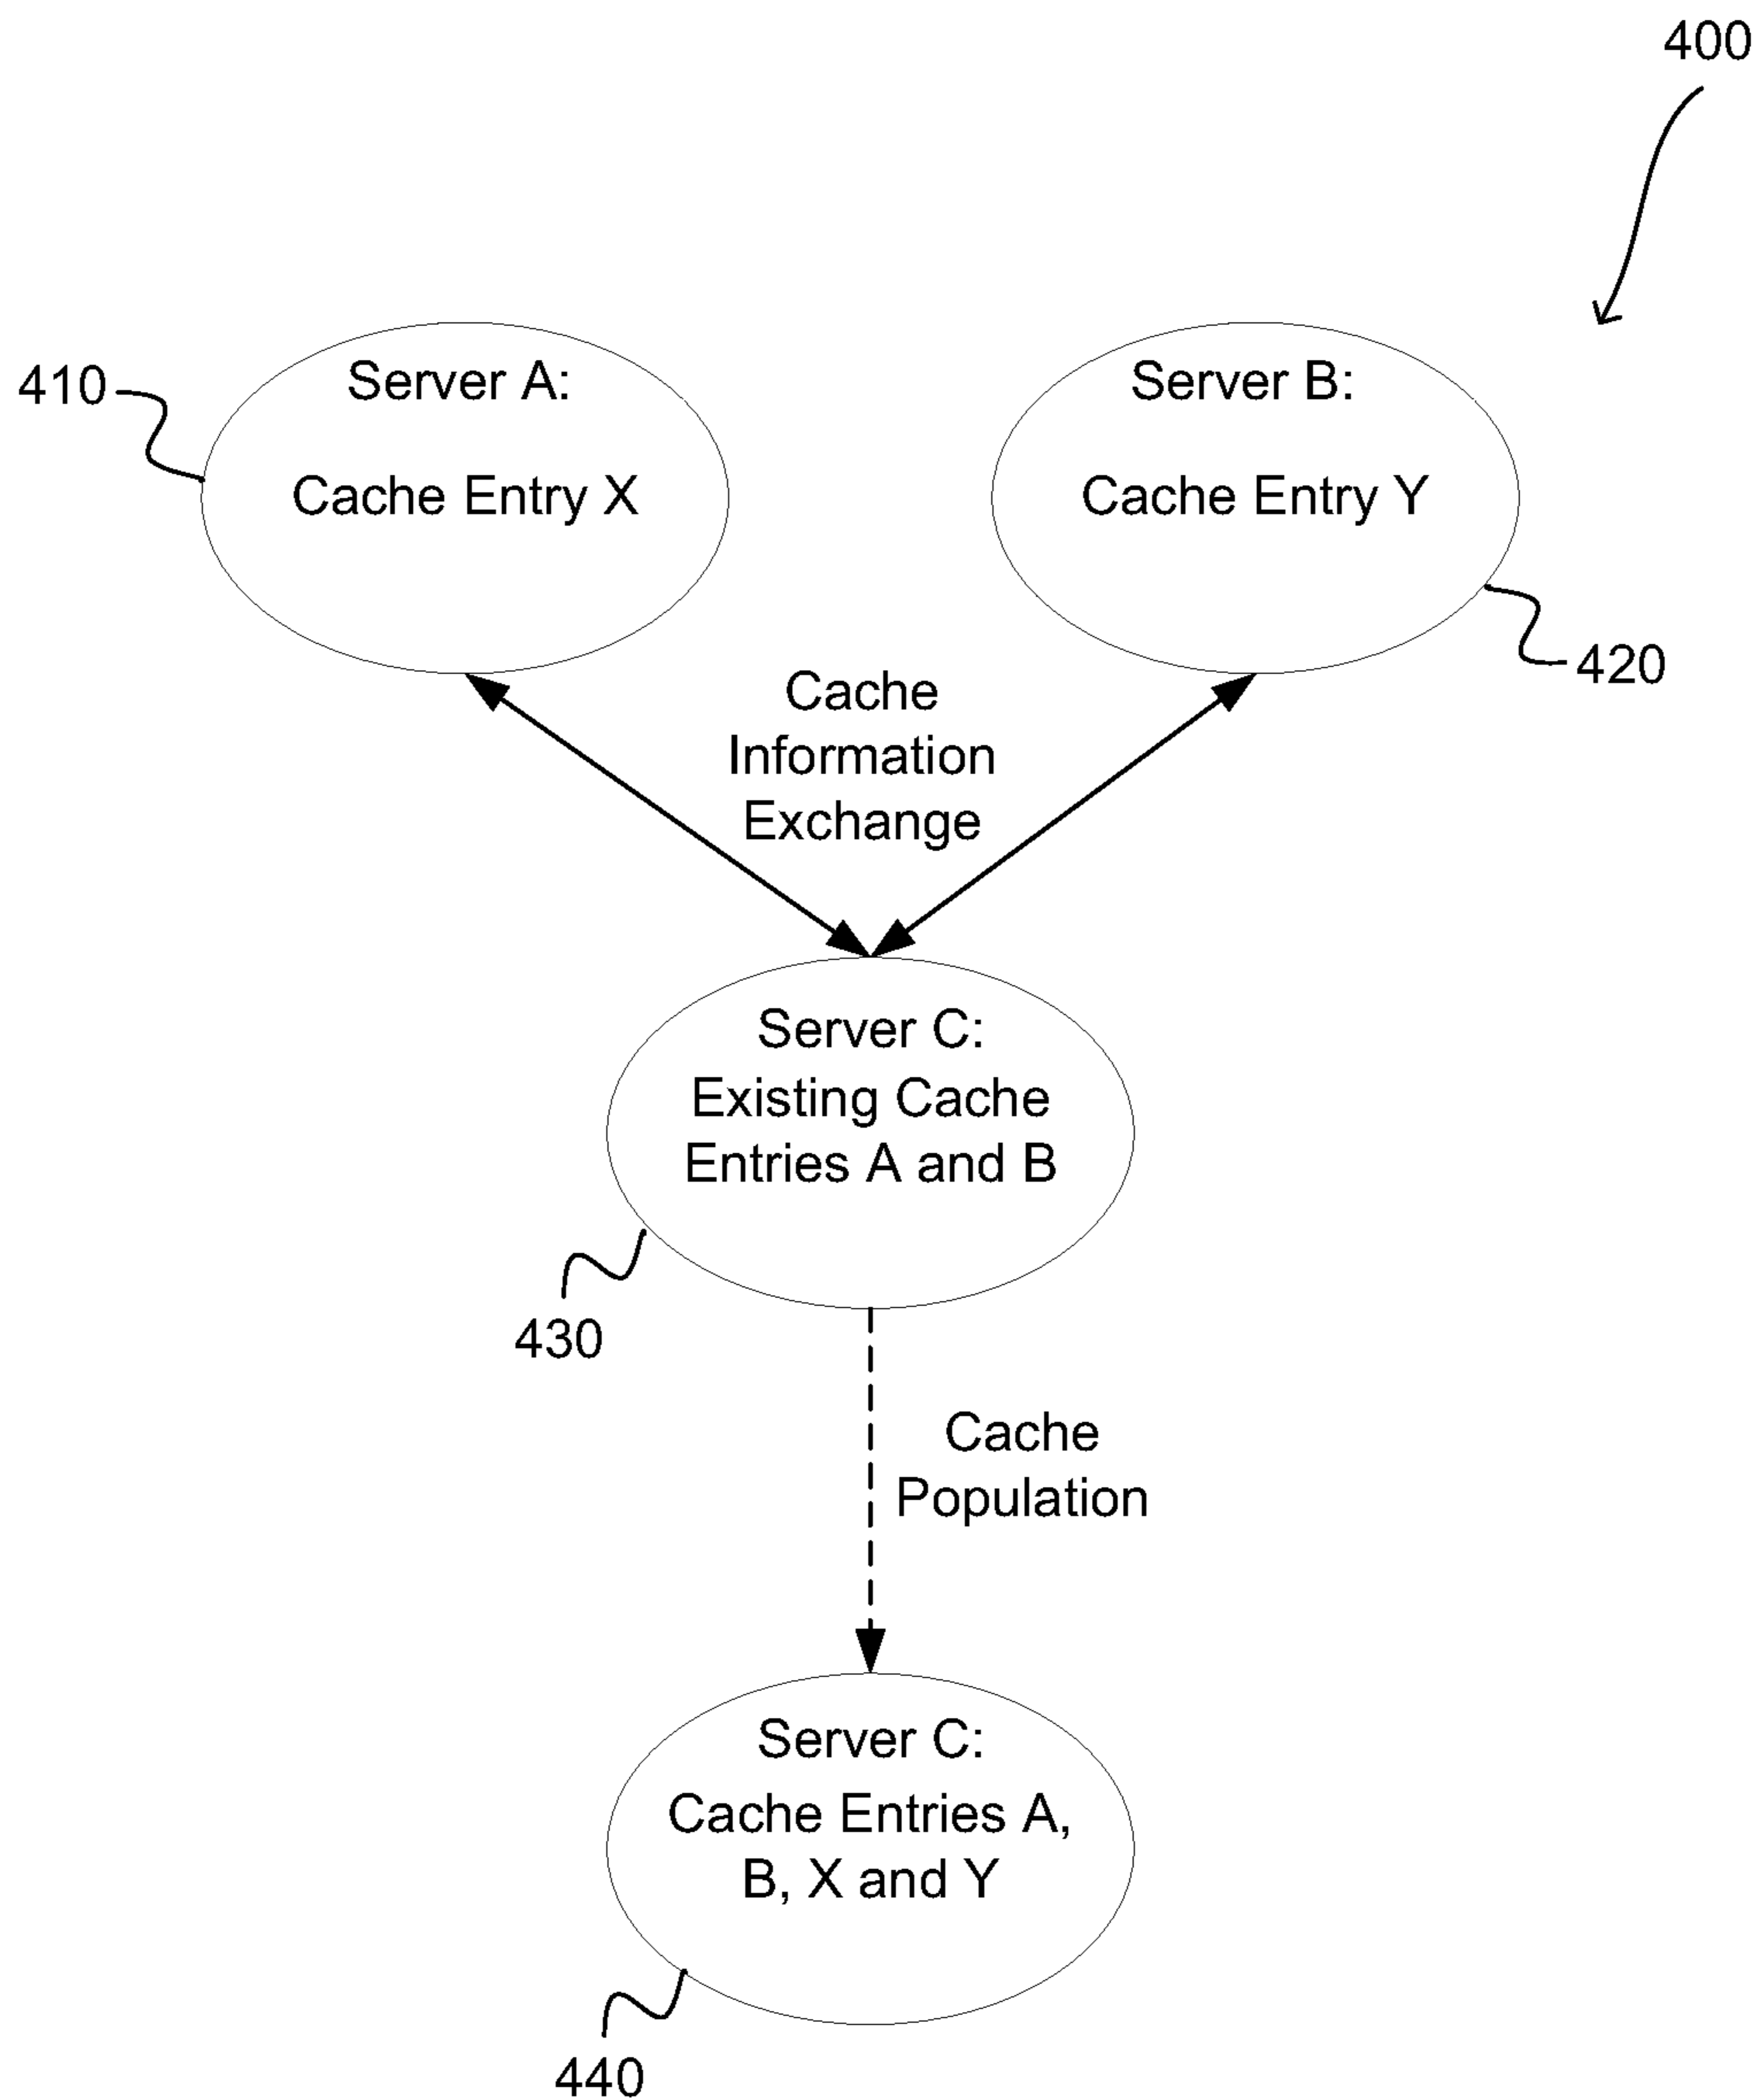 400
410
Server A:
Cache Entry X
Server B:
Cache Entry Y
420
Cache
Information
Exchange
Server C:
Existing Cache
Entries A and B
430
Cache
Population
Server C:
Cache Entries A,
B, X and Y
440